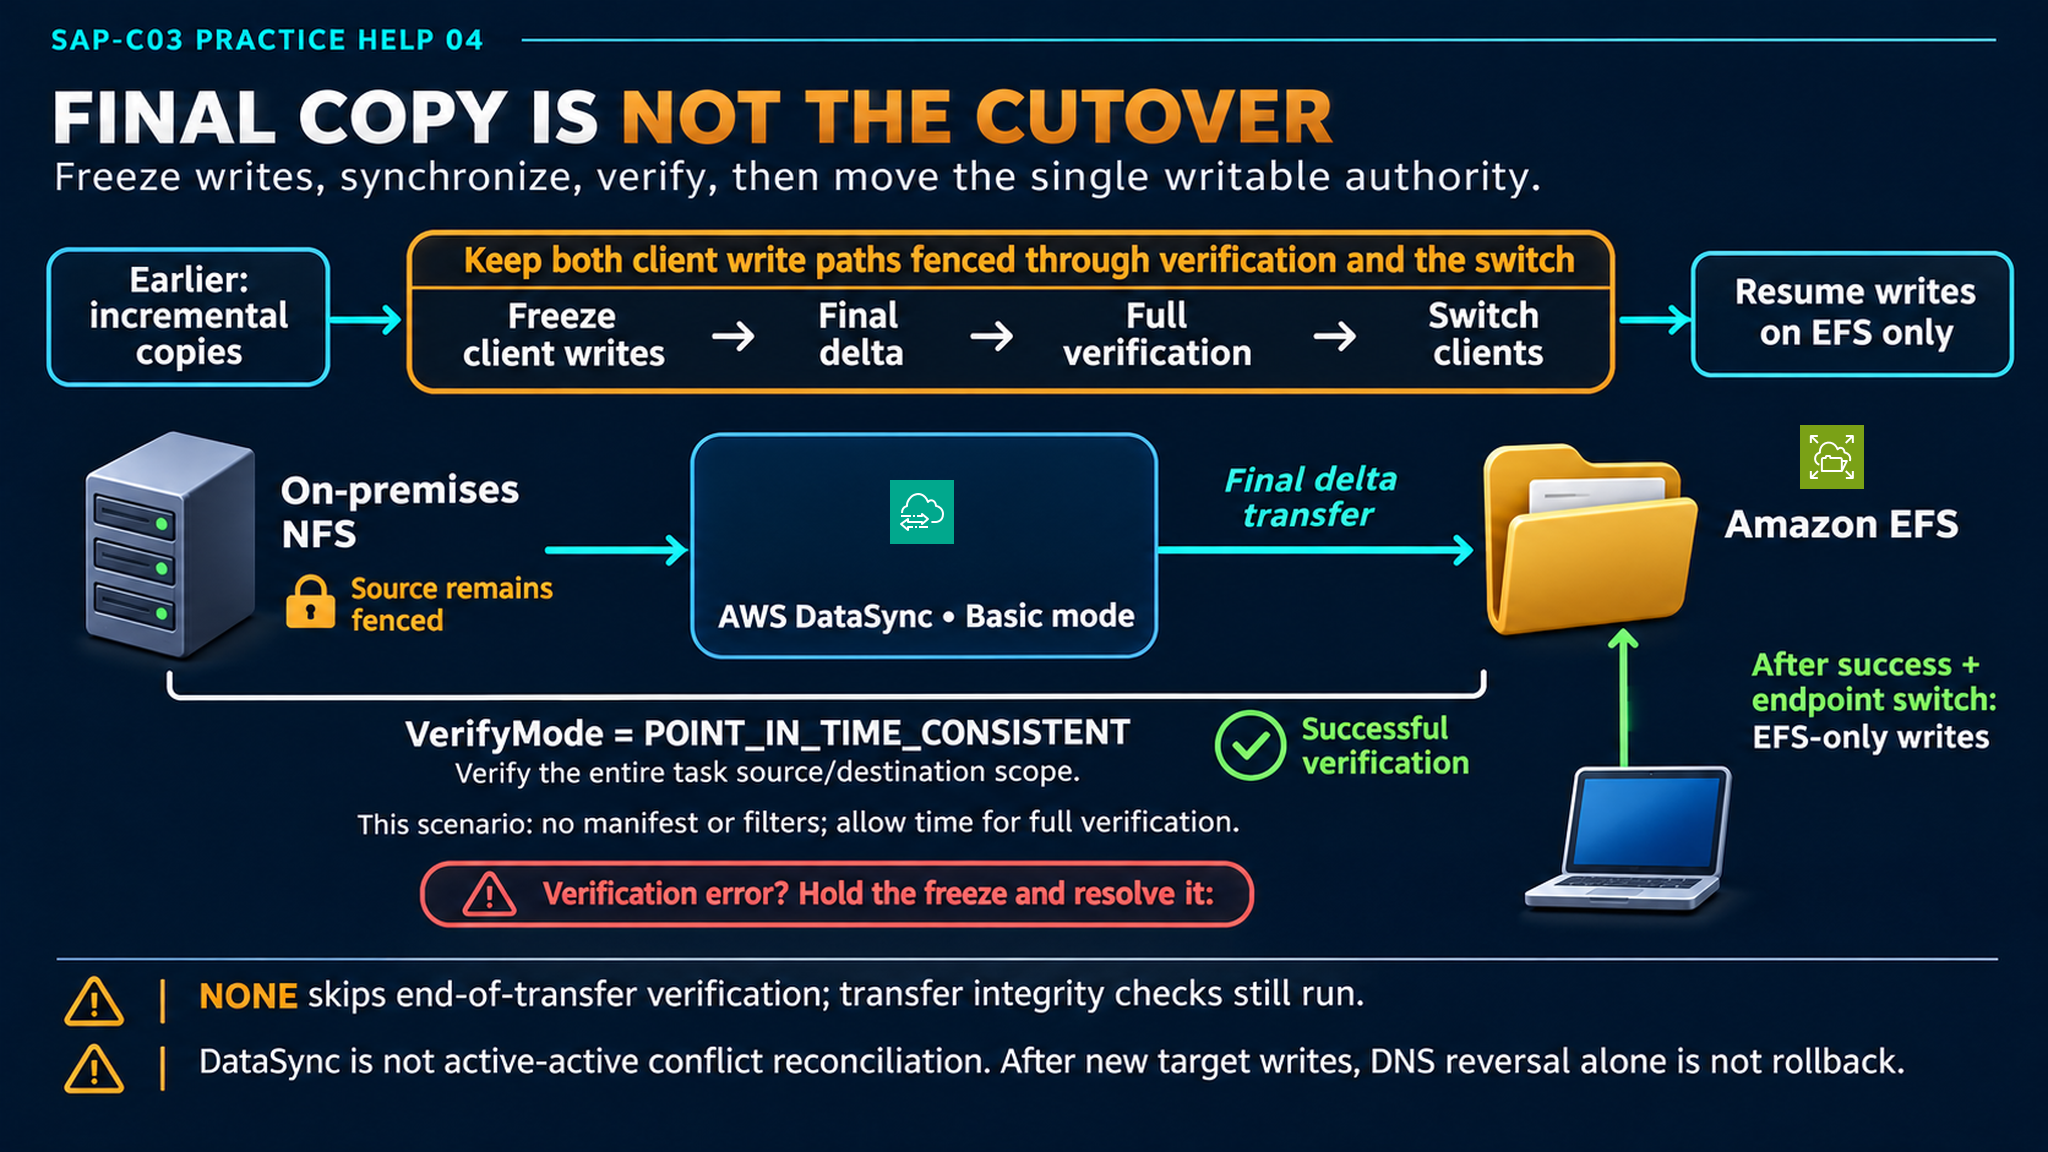 SAP-C03 PRACTICE HELP 04
FINAL COPY IS NOT THE CUTOVER
Freeze writes, synchronize, verify, then move the single writable authority.
Earlier:
incremental
copies
Keep both client write paths fenced through verification and the switch
Freeze
client writes
Final
delta
Full
verification
Switch
clients
Resume writes
on EFS only
On-premises
NFS
Source remains
fenced
AWS DataSync • Basic mode
Final delta
transfer
Amazon EFS
VerifyMode = POINT_IN_TIME_CONSISTENT
Verify the entire task source/destination scope.
This scenario: no manifest or filters; allow time for full verification.
Successful
verification
After success +
endpoint switch:
EFS-only writes
Verification error? Hold the freeze and resolve it:
NONE skips end-of-transfer verification; transfer integrity checks still run.
DataSync is not active-active conflict reconciliation. After new target writes, DNS reversal alone is not rollback.